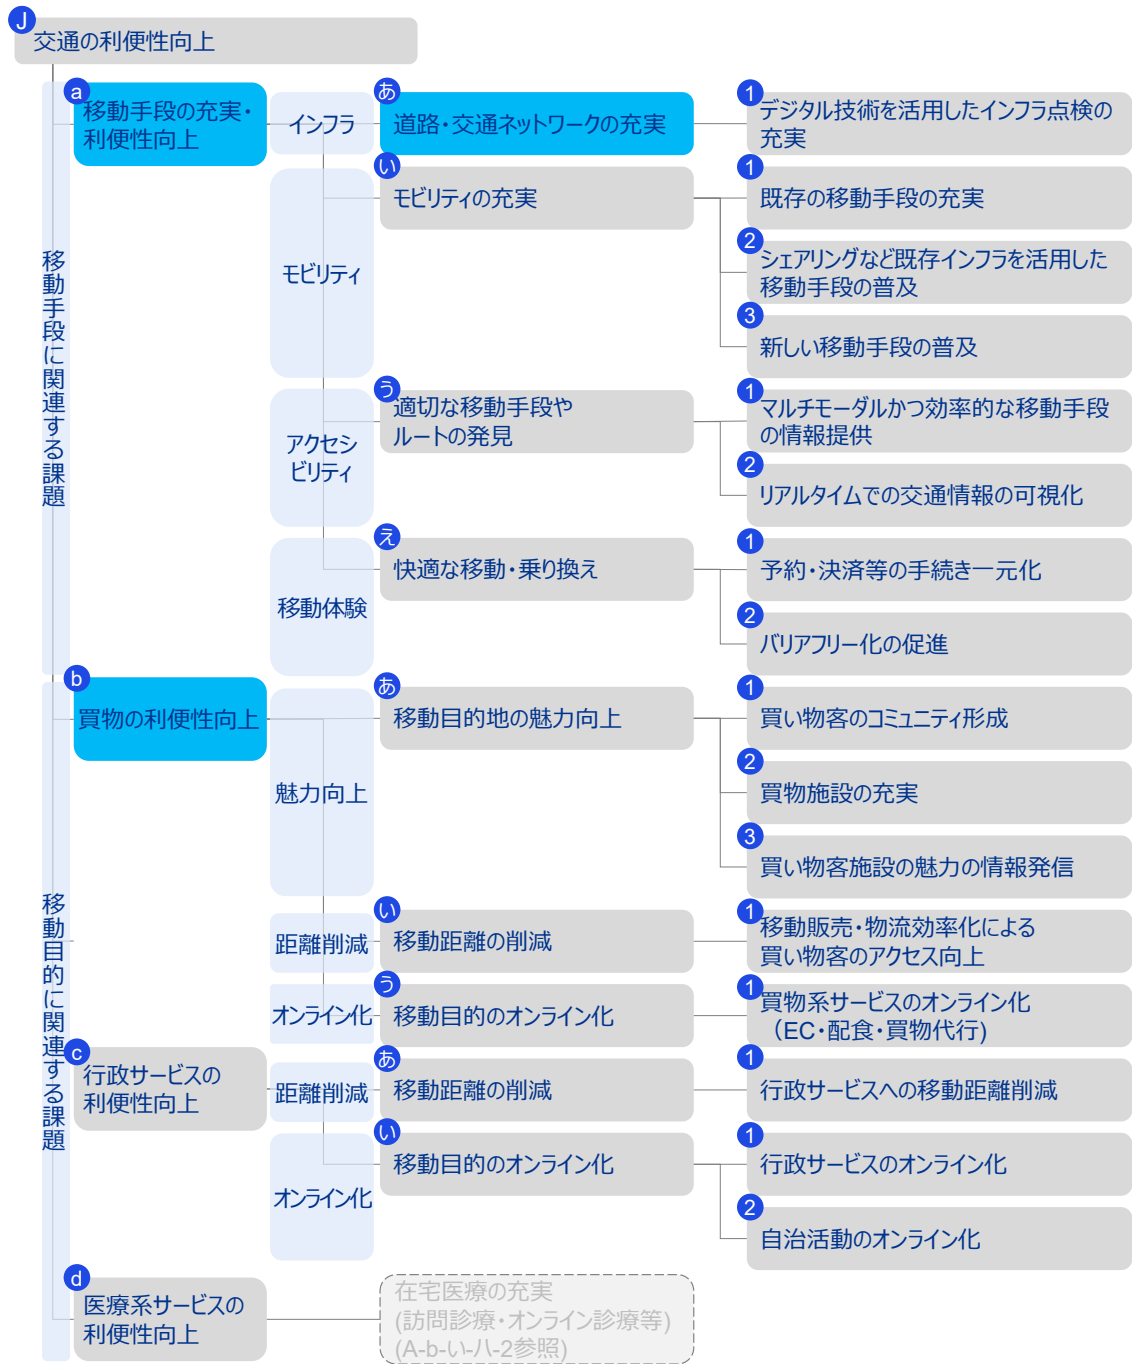 J
交通の利便性向上
移動手段に関連する課題
a
移動手段の充実・
利便性向上
インフラ
あ
道路・交通ネットワークの充実
1
デジタル技術を活用したインフラ点検の
充実
モビリティ
い
モビリティの充実
1
既存の移動手段の充実
2
シェアリングなど既存インフラを活用した
移動手段の普及
3
新しい移動手段の普及
アクセシ
ビリティ
う
適切な移動手段や
ルートの発見
1
マルチモーダルかつ効率的な移動手段
の情報提供
2
リアルタイムでの交通情報の可視化
移動体験
え
快適な移動・乗り換え
1
予約・決済等の手続き一元化
2
バリアフリー化の促進
移動目的に関連する課題
b
買物の利便性向上
魅力向上
あ
移動目的地の魅力向上
1
買い物客のコミュニティ形成
2
買物施設の充実
3
買い物客施設の魅力の情報発信
距離削減
い
移動距離の削減
1
移動販売・物流効率化による
買い物客のアクセス向上
オンライン化
う
移動目的のオンライン化
1
買物系サービスのオンライン化
（EC・配食・買物代行)
c
行政サービスの
利便性向上
距離削減
あ
移動距離の削減
1
行政サービスへの移動距離削減
オンライン化
い
移動目的のオンライン化
1
行政サービスのオンライン化
2
自治活動のオンライン化
d
医療系サービスの
利便性向上
在宅医療の充実
(訪問診療・オンライン診療等)
(A-b-い-ハ-2参照)